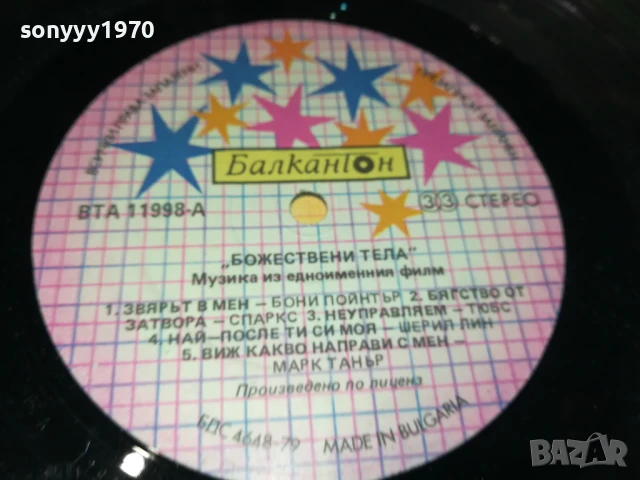 sonyyy1970
Балкантон
ВТА 11998-А
33 СТЕРЕО
„БОЖЕСТВЕНИ ТЕЛА"
Музика из едноименния филм
1. ЗВЯРЪТ В МЕН – БОНИ ПОЙНТЪР 2. БЯГСТВО ОТ
ЗАТВОРА – СПАРКС 3. НЕУПРАВЛЯЕМ – ТЮБС
4. НАЙ–ПОСЛЕ ТИ СИ МОЯ – ШЕРИЛ ЛИН
5. ВИЖ КАКВО НАПРАВИ С МЕН –
МАРК ТАНЪР
Произведено по лиценз
БДС 4648-79 MADE IN BULGARIA
BAZAR
bg